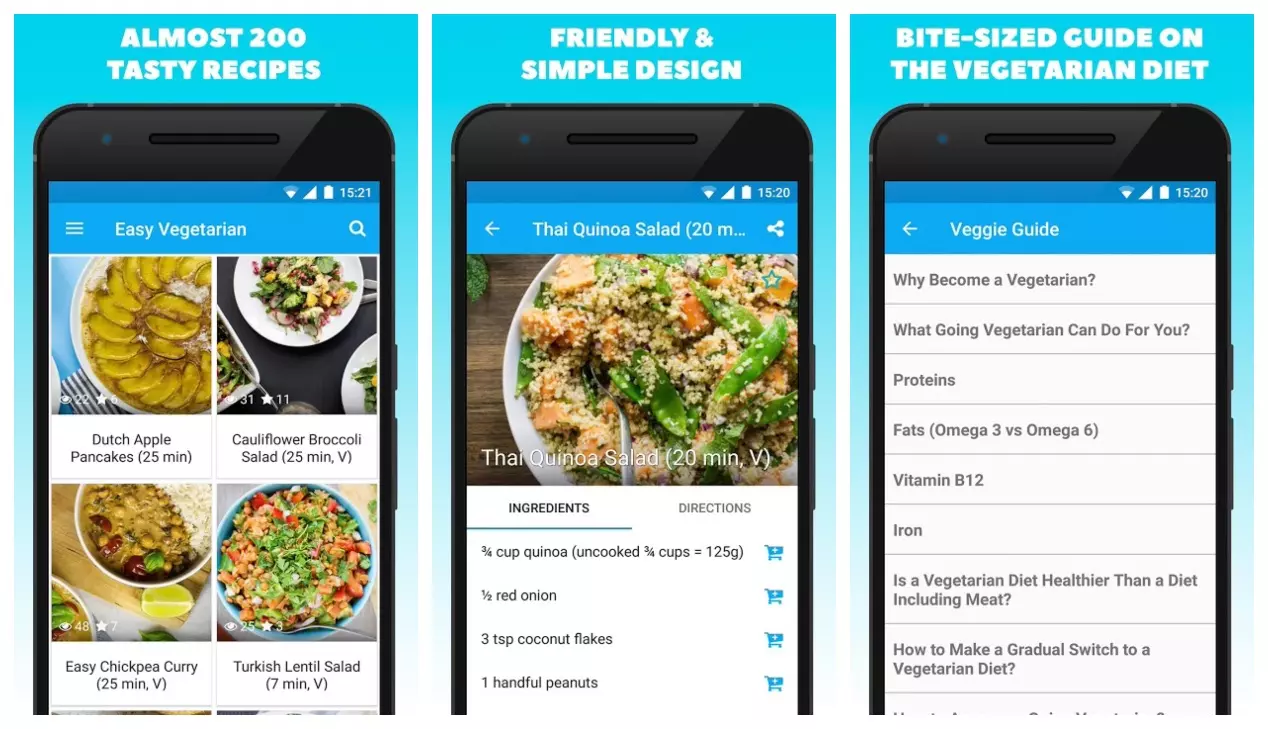 ALMOST 200
TASTY RECIPES
15:21
Easy Vegetarian
22 6
31 11
Dutch Apple
Pancakes (25 min)
Cauliflower Broccoli
Salad (25 min, V)
48 7
25 3
Easy Chickpea Curry
(25 min, V)
Turkish Lentil Salad
(7 min, V)
FRIENDLY &
SIMPLE DESIGN
15:20
Thai Quinoa Salad (20 m...
Thai Quinoa Salad (20 min, V)
INGREDIENTS
DIRECTIONS
¾ cup quinoa (uncooked ¾ cups = 125g)
½ red onion
3 tsp coconut flakes
1 handful peanuts
BITE-SIZED GUIDE ON
THE VEGETARIAN DIET
15:20
Veggie Guide
Why Become a Vegetarian?
What Going Vegetarian Can Do For You?
Proteins
Fats (Omega 3 vs Omega 6)
Vitamin B12
Iron
Is a Vegetarian Diet Healthier Than a Diet
Including Meat?
How to Make a Gradual Switch to a
Vegetarian Diet?